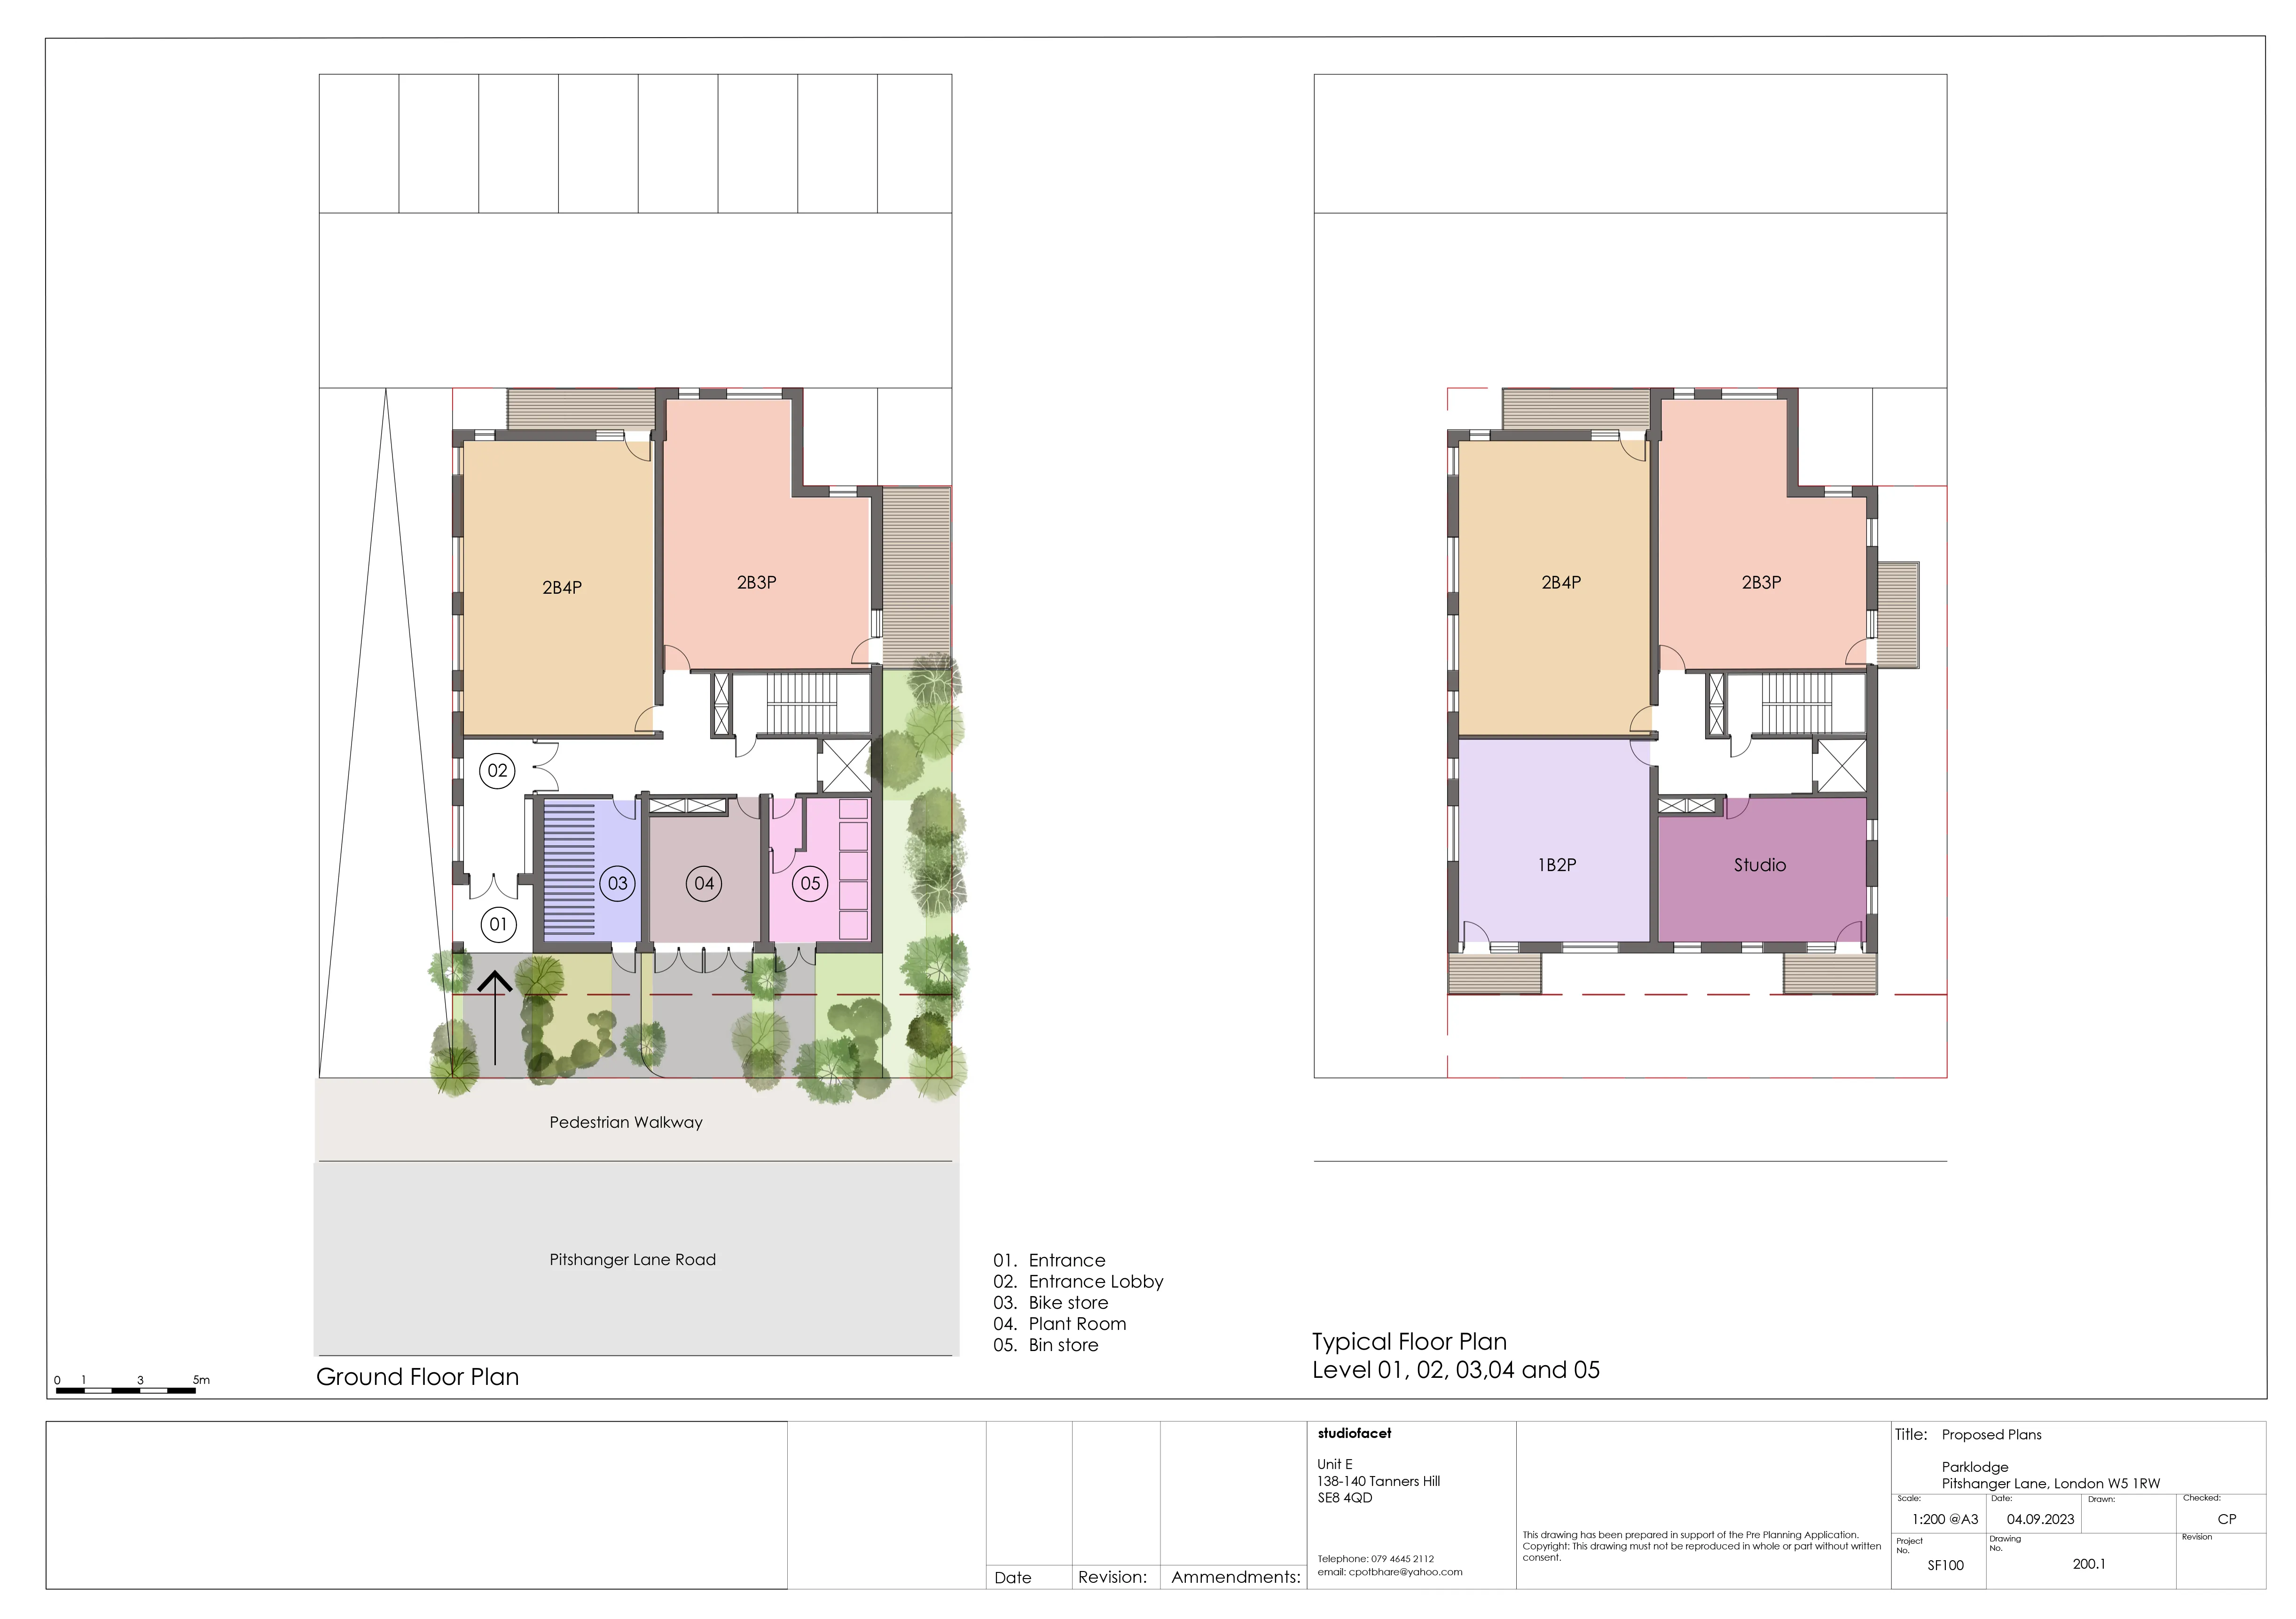 2B4P
2B3P
02
03
04
05
01
Pedestrian Walkway
Pitshanger Lane Road
01. Entrance
02. Entrance Lobby
03. Bike store
04. Plant Room
05. Bin store
0 1 3 5m
Ground Floor Plan
2B4P
2B3P
1B2P
Studio
Typical Floor Plan
Level 01, 02, 03,04 and 05
Date
Revision:
Ammendments:
studiofacet
Unit E
138-140 Tanners Hill
SE8 4QD
Telephone: 079 4645 2112
email: cpotbhare@yahoo.com
This drawing has been prepared in support of the Pre Planning Application.
Copyright: This drawing must not be reproduced in whole or part without written
consent.
Title: Proposed Plans
Parklodge
Pitshanger Lane, London W5 1RW
Scale:
1:200 @A3
Date:
04.09.2023
Drawn:
Checked:
CP
Project
No.
SF100
Drawing
No.
200.1
Revision